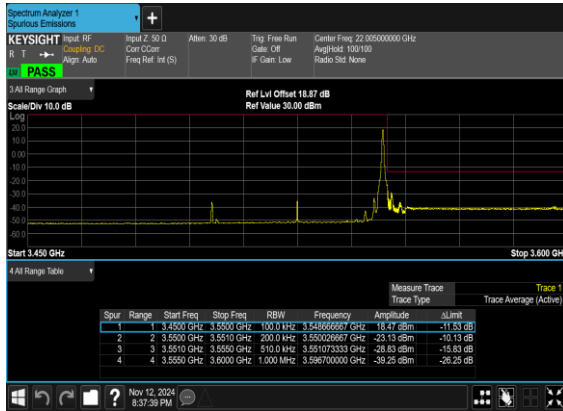 Spectrum Analyzer 1
Spurious Emissions
+
KEYSIGHT
R T
LV PASS
Input: RF
Coupling: DC
Align: Auto
Input Z: 50 Ω
Corr CCorr
Freq Ref: Int (S)
Atten: 30 dB
Trig: Free Run
Gate: Off
IF Gain: Low
Center Freq: 22.005000000 GHz
Avg|Hold: 100/100
Radio Std: None
3 All Range Graph
Scale/Div 10.0 dB
Ref Lvl Offset 18.87 dB
Ref Value 30.00 dBm
Log
20.0
10.0
0.00
-10.0
-20.0
-30.0
-40.0
-50.0
-60.0
Start 3.450 GHz
Stop 3.600 GH
4 All Range Table
Measure Trace Trace 1
Trace Type Trace Average (Active)
Spur Range Start Freq Stop Freq RBW Frequency Amplitude ΔLimit
1 1 3.4500 GHz 3.5500 GHz 100.0 kHz 3.548666667 GHz 18.47 dBm -11.53 dB
2 2 3.5500 GHz 3.5510 GHz 200.0 kHz 3.550026667 GHz -23.13 dBm -10.13 dB
3 3 3.5510 GHz 3.5550 GHz 510.0 kHz 3.551073333 GHz -28.83 dBm -15.83 dB
4 4 3.5550 GHz 3.6000 GHz 1.000 MHz 3.596700000 GHz -39.25 dBm -26.25 dB
?
Nov 12, 2024
8:37:39 PM